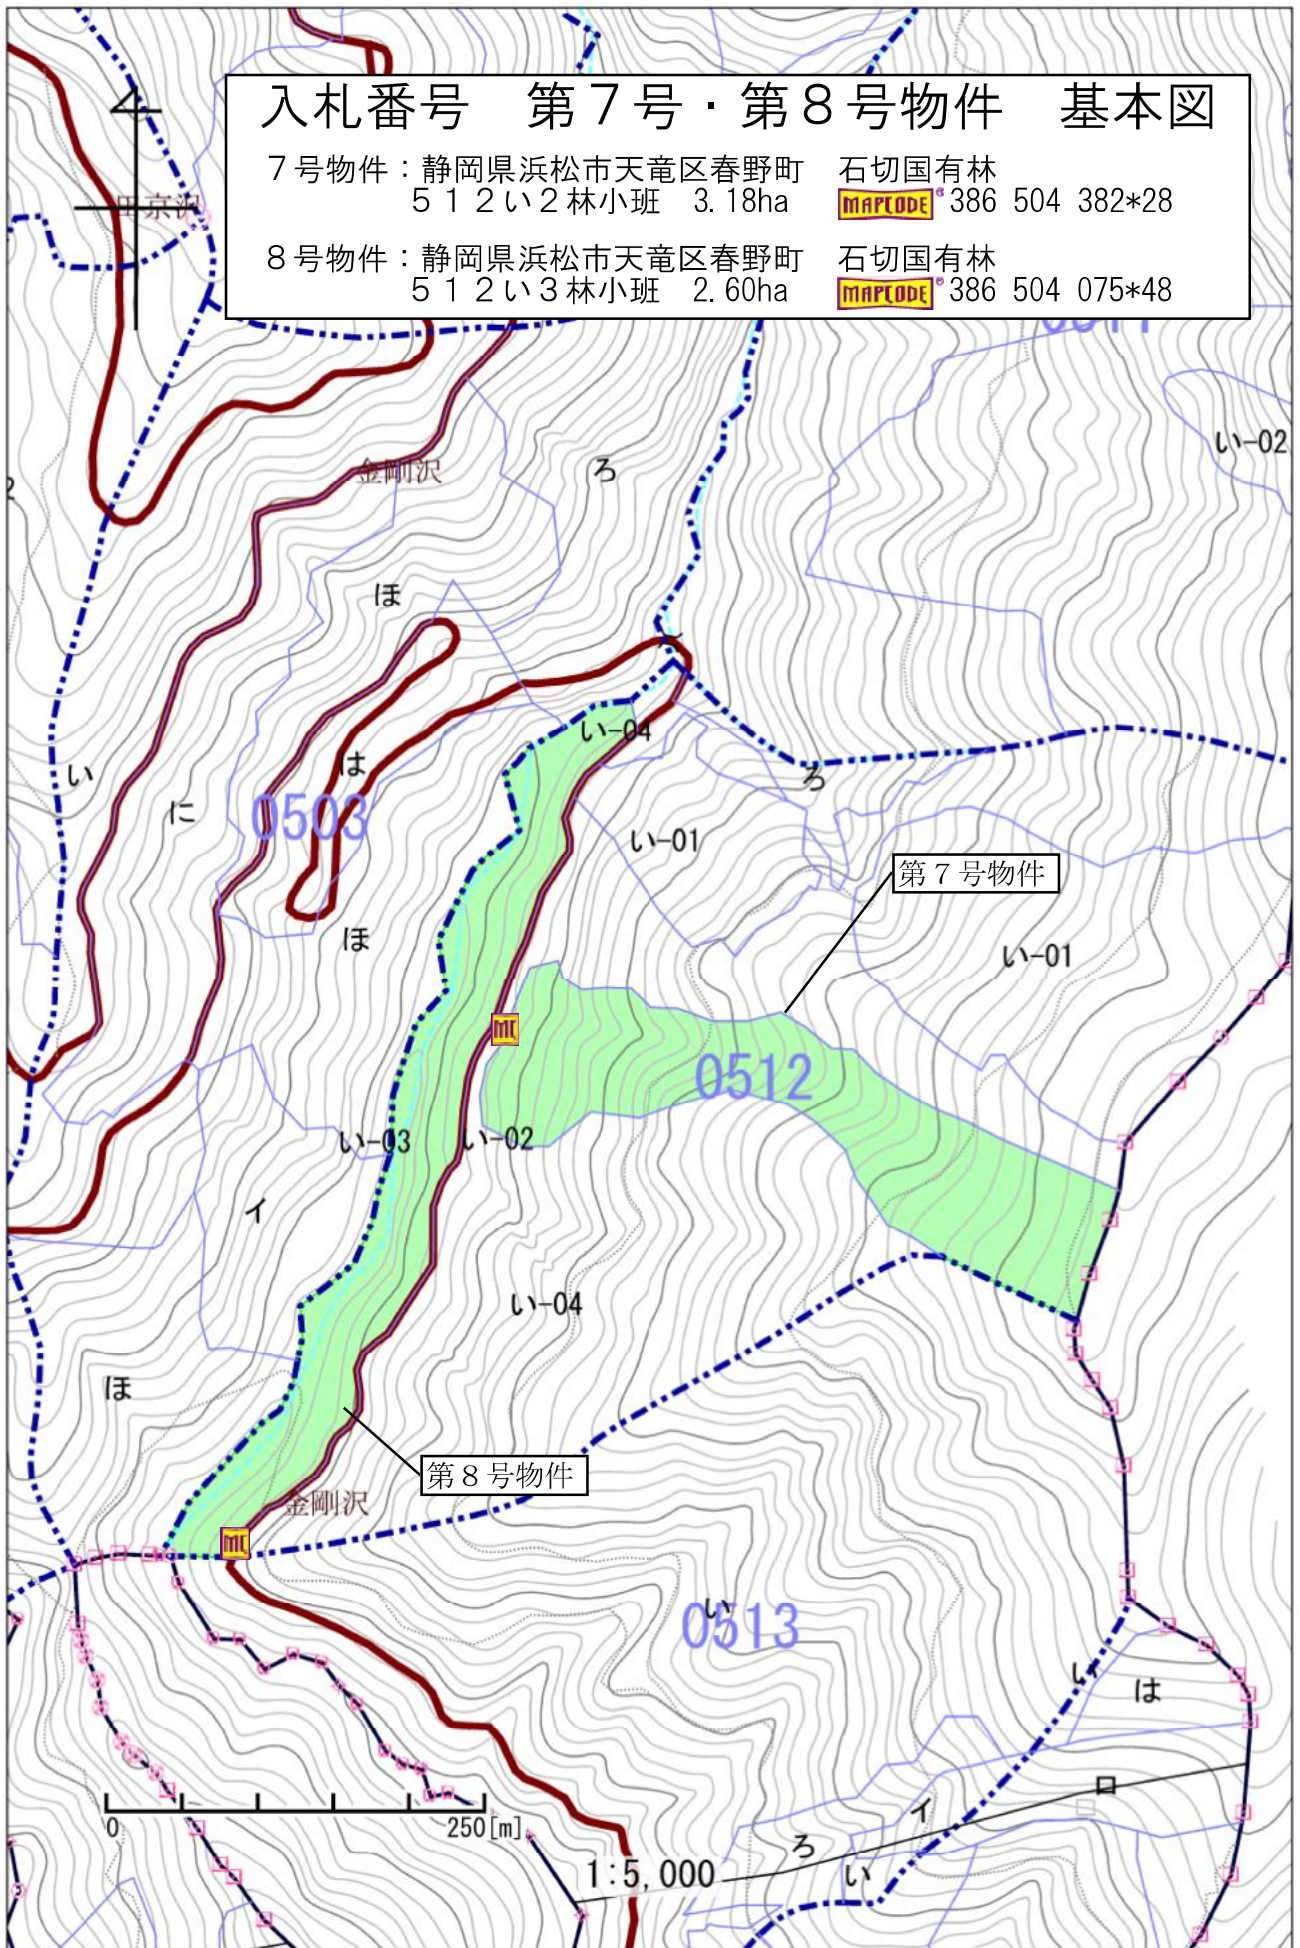 入札番号　第７号・第８号物件　基本図
７号物件：静岡県浜松市天竜区春野町　石切国有林
５１２い２林小班　3.18ha　MAPCODE® 386 504 382*28
８号物件：静岡県浜松市天竜区春野町　石切国有林
５１２い３林小班　2.60ha　MAPCODE® 386 504 075*48
い-02
金剛沢
ろ
ほ
い-04
は
い
ろ
に
0503
い-01
第７号物件
ほ
い-01
MC
0512
い-03
い-02
イ
い-04
ほ
第８号物件
金剛沢
MC
い
0513
い
は
ロ
イ
0
250[m]
ろ
1:5,000
い